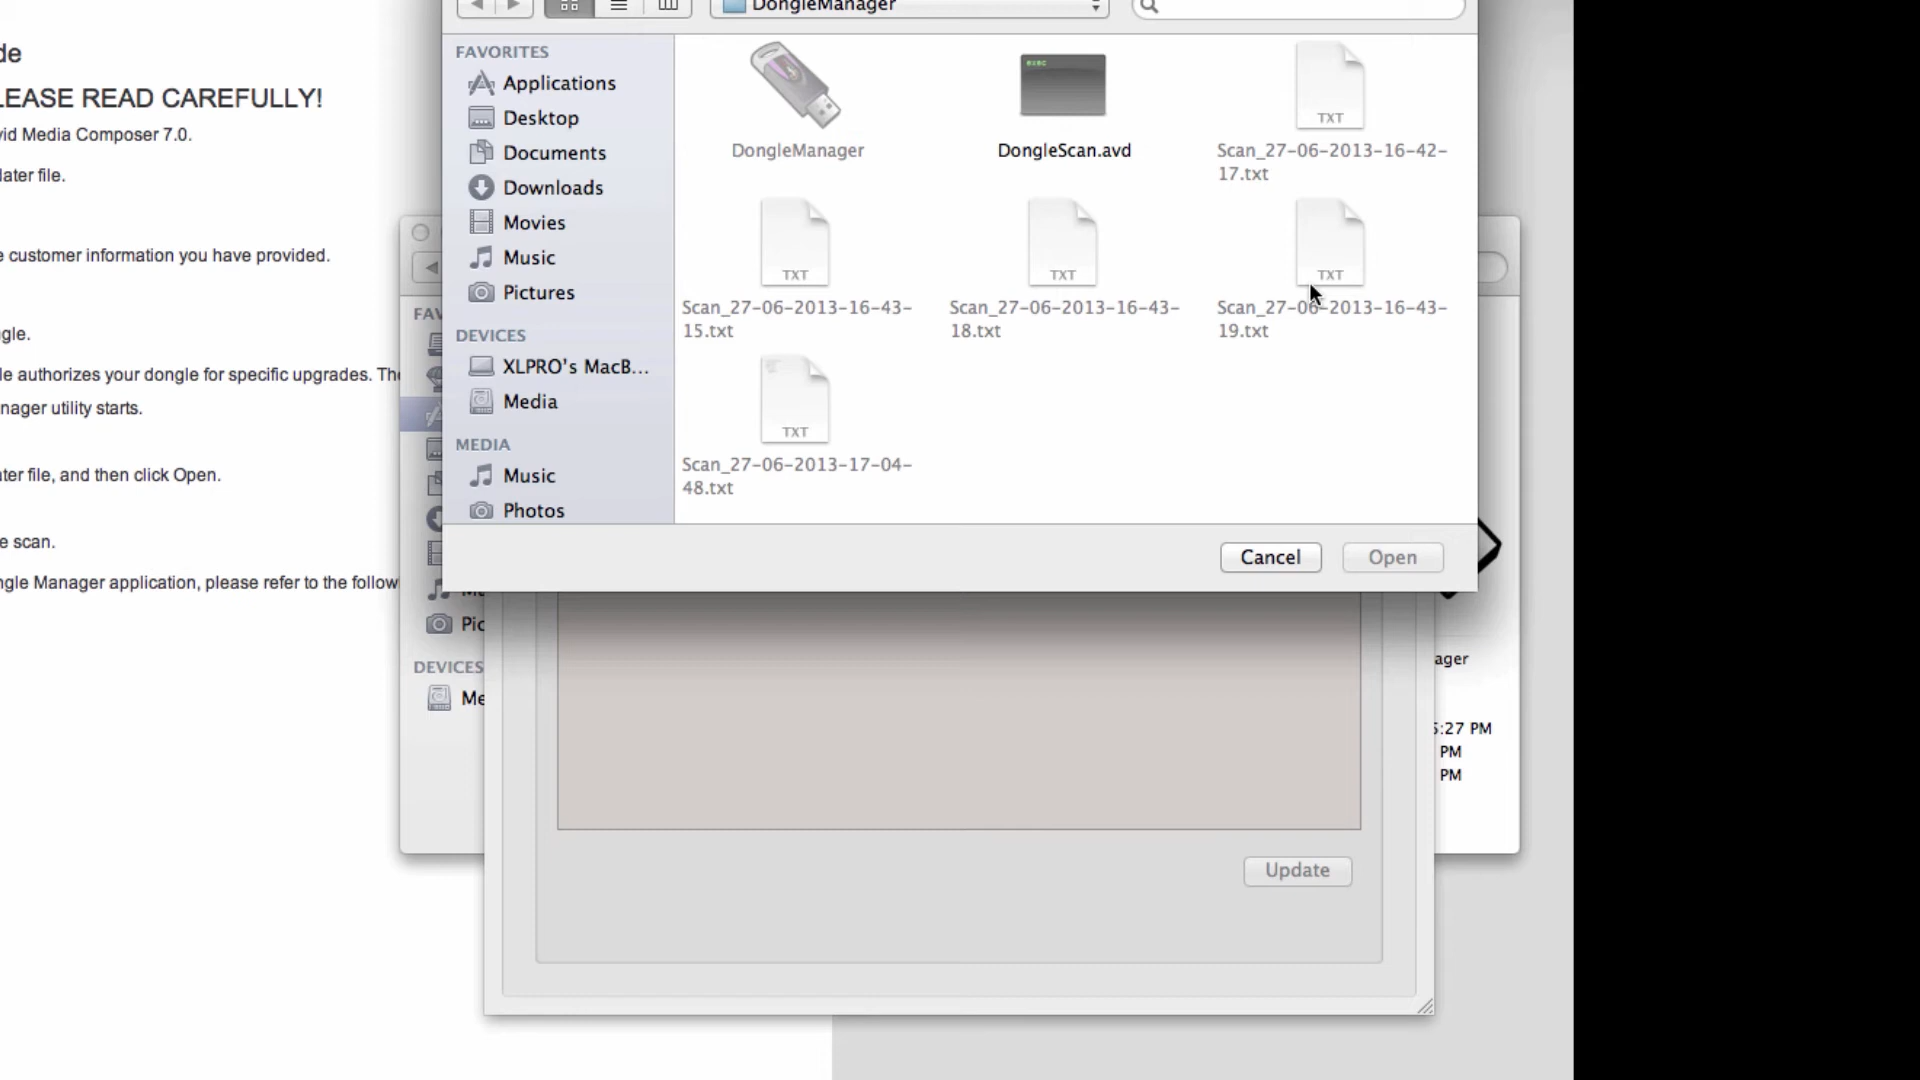 DongleManager
de
LEASE READ CAREFULLY!
vid Media Composer 7.0.
later file.
e customer information you have provided.
gle.
le authorizes your dongle for specific upgrades. The
nager utility starts.
ter file, and then click Open.
e scan.
ngle Manager application, please refer to the follow
FAVORITES
Applications
Desktop
Documents
Downloads
Movies
Music
Pictures
DEVICES
XLPRO's MacB...
Media
MEDIA
Music
Photos
DongleManager
exec
DongleScan.avd
TXT
Scan_27-06-2013-16-42-
17.txt
TXT
Scan_27-06-2013-16-43-
15.txt
TXT
Scan_27-06-2013-16-43-
18.txt
TXT
Scan_27-06-2013-16-43-
19.txt
TXT
Scan_27-06-2013-17-04-
48.txt
Cancel
Open
FAV
Pic
DEVICES
Me
ager
5:27 PM
PM
PM
Update